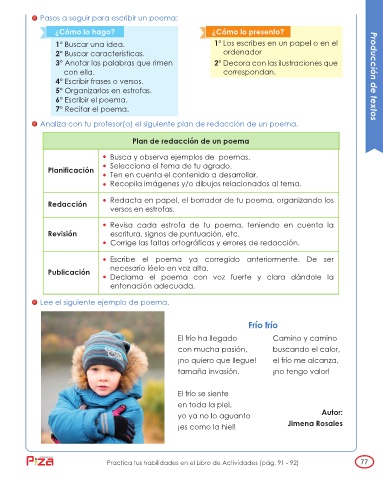 Pasos a seguir para escribir un poema:
¿Cómo lo hago?
1° Buscar una idea.
2° Buscar características.
3° Anotar las palabras que rimen
con ella.
4° Escribir frases o versos.
5° Organizarlos en estrofas.
6° Escribir el poema.
7° Recitar el poema.
¿Cómo lo presento?
1° Los escribes en un papel o en el
ordenador
2° Decora con las ilustraciones que
correspondan.
Producción de textos
Analiza con tu profesor(a) el siguiente plan de redacción de un poema.
Plan de redacción de un poema
Planificación
• Busca y observa ejemplos de poemas.
• Selecciona el tema de tu agrado.
• Ten en cuenta el contenido a desarrollar.
• Recopila imágenes y/o dibujos relacionados al tema.
Redacción
• Redacta en papel, el borrador de tu poema, organizando los
versos en estrofas.
Revisión
• Revisa cada estrofa de tu poema, teniendo en cuenta la
escritura, signos de puntuación, etc.
• Corrige las faltas ortográficas y errores de redacción.
Publicación
• Escribe el poema ya corregido anteriormente. De ser
necesario léelo en voz alta.
• Declama el poema con voz fuerte y clara dándole la
entonación adecuada.
Lee el siguiente ejemplo de poema.
Frío frío
El frío ha llegado
con mucha pasión,
¡no quiero que llegue!
tamaña invasión.
El frío se siente
en toda la piel,
yo ya no lo aguanto
¡es como la hiel!
Camino y camino
buscando el calor,
el frío me alcanza,
¡no tengo valor!
Autor:
Jimena Rosales
Practica tus habilidades en el Libro de Actividades (pág. 91 - 92)
77